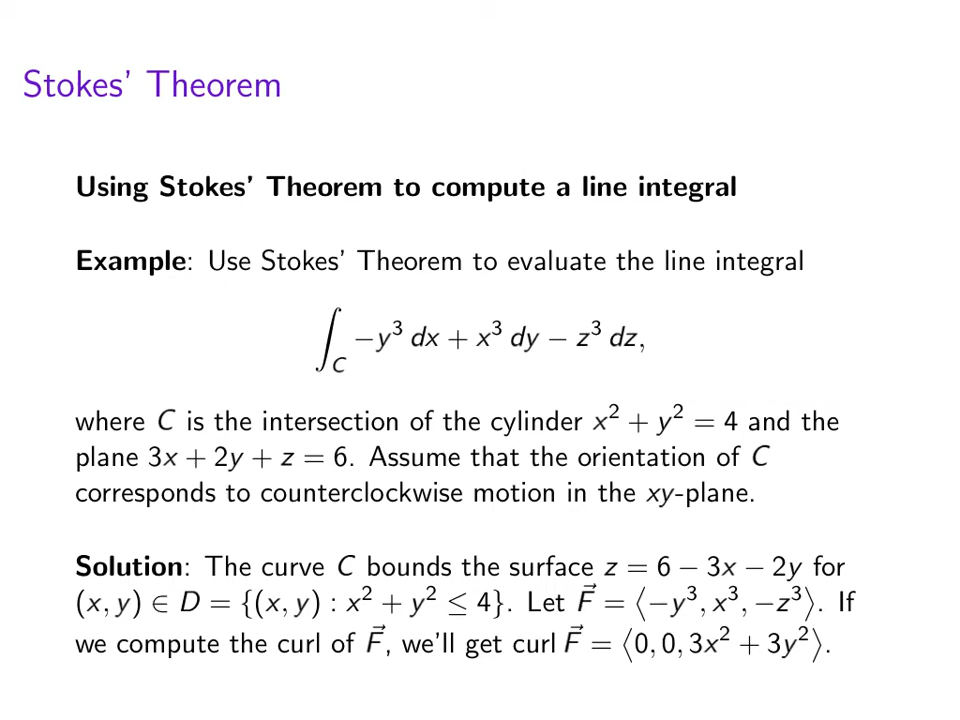 Stokes' Theorem
Using Stokes' Theorem to compute a line integral
Example: Use Stokes' Theorem to evaluate the line integral
∫_C −y³ dx + x³ dy − z³ dz,
where C is the intersection of the cylinder x² + y² = 4 and the
plane 3x + 2y + z = 6. Assume that the orientation of C
corresponds to counterclockwise motion in the xy-plane.
Solution: The curve C bounds the surface z = 6 − 3x − 2y for
(x, y) ∈ D = {(x, y) : x² + y² ≤ 4}. Let F⃗ = ⟨−y³, x³, −z³⟩. If
we compute the curl of F⃗, we'll get curl F⃗ = ⟨0, 0, 3x² + 3y²⟩.